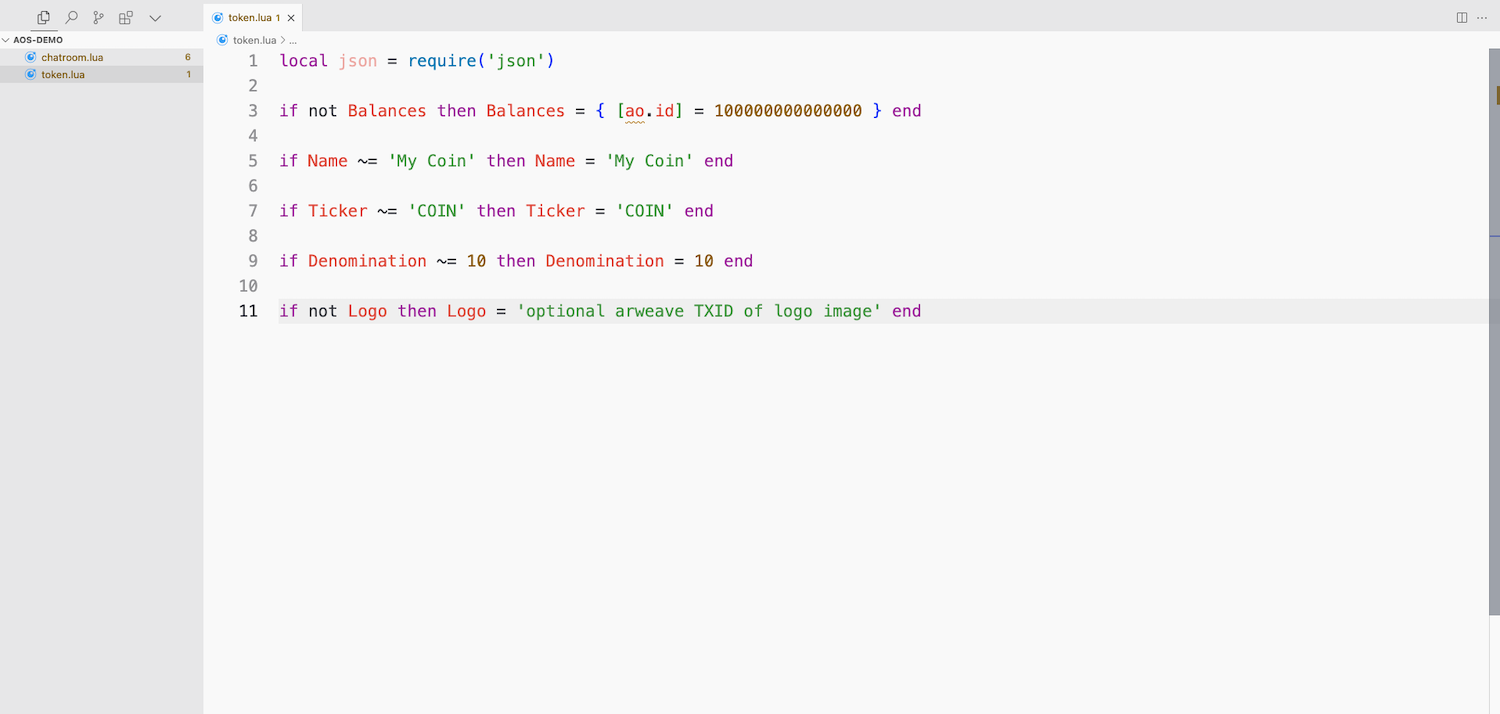 token.lua 1
AOS-DEMO
chatroom.lua 6
token.lua 1
token.lua > ...
1 local json = require('json')
2
3 if not Balances then Balances = { [ao.id] = 100000000000000 } end
4
5 if Name ~= 'My Coin' then Name = 'My Coin' end
6
7 if Ticker ~= 'COIN' then Ticker = 'COIN' end
8
9 if Denomination ~= 10 then Denomination = 10 end
10
11 if not Logo then Logo = 'optional arweave TXID of logo image' end